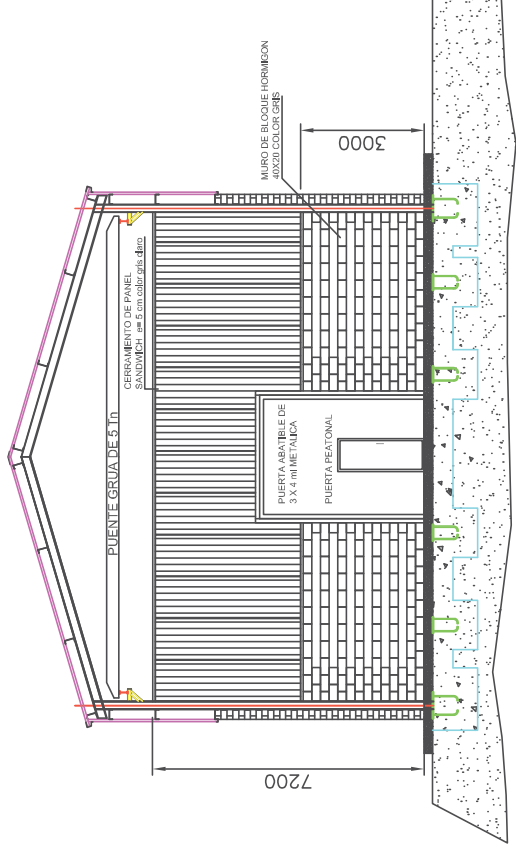 MURO DE BLOQUE HORMIGON
40X20 COLOR GRIS
3000
CERRAMIENTO DE PANEL
SANDWICH e= 5 cm color gris claro
PUENTE GRUA DE 5 Tn
PUERTA ABATIBLE DE
3 X 4 ml METALICA
PUERTA PEATONAL
7200